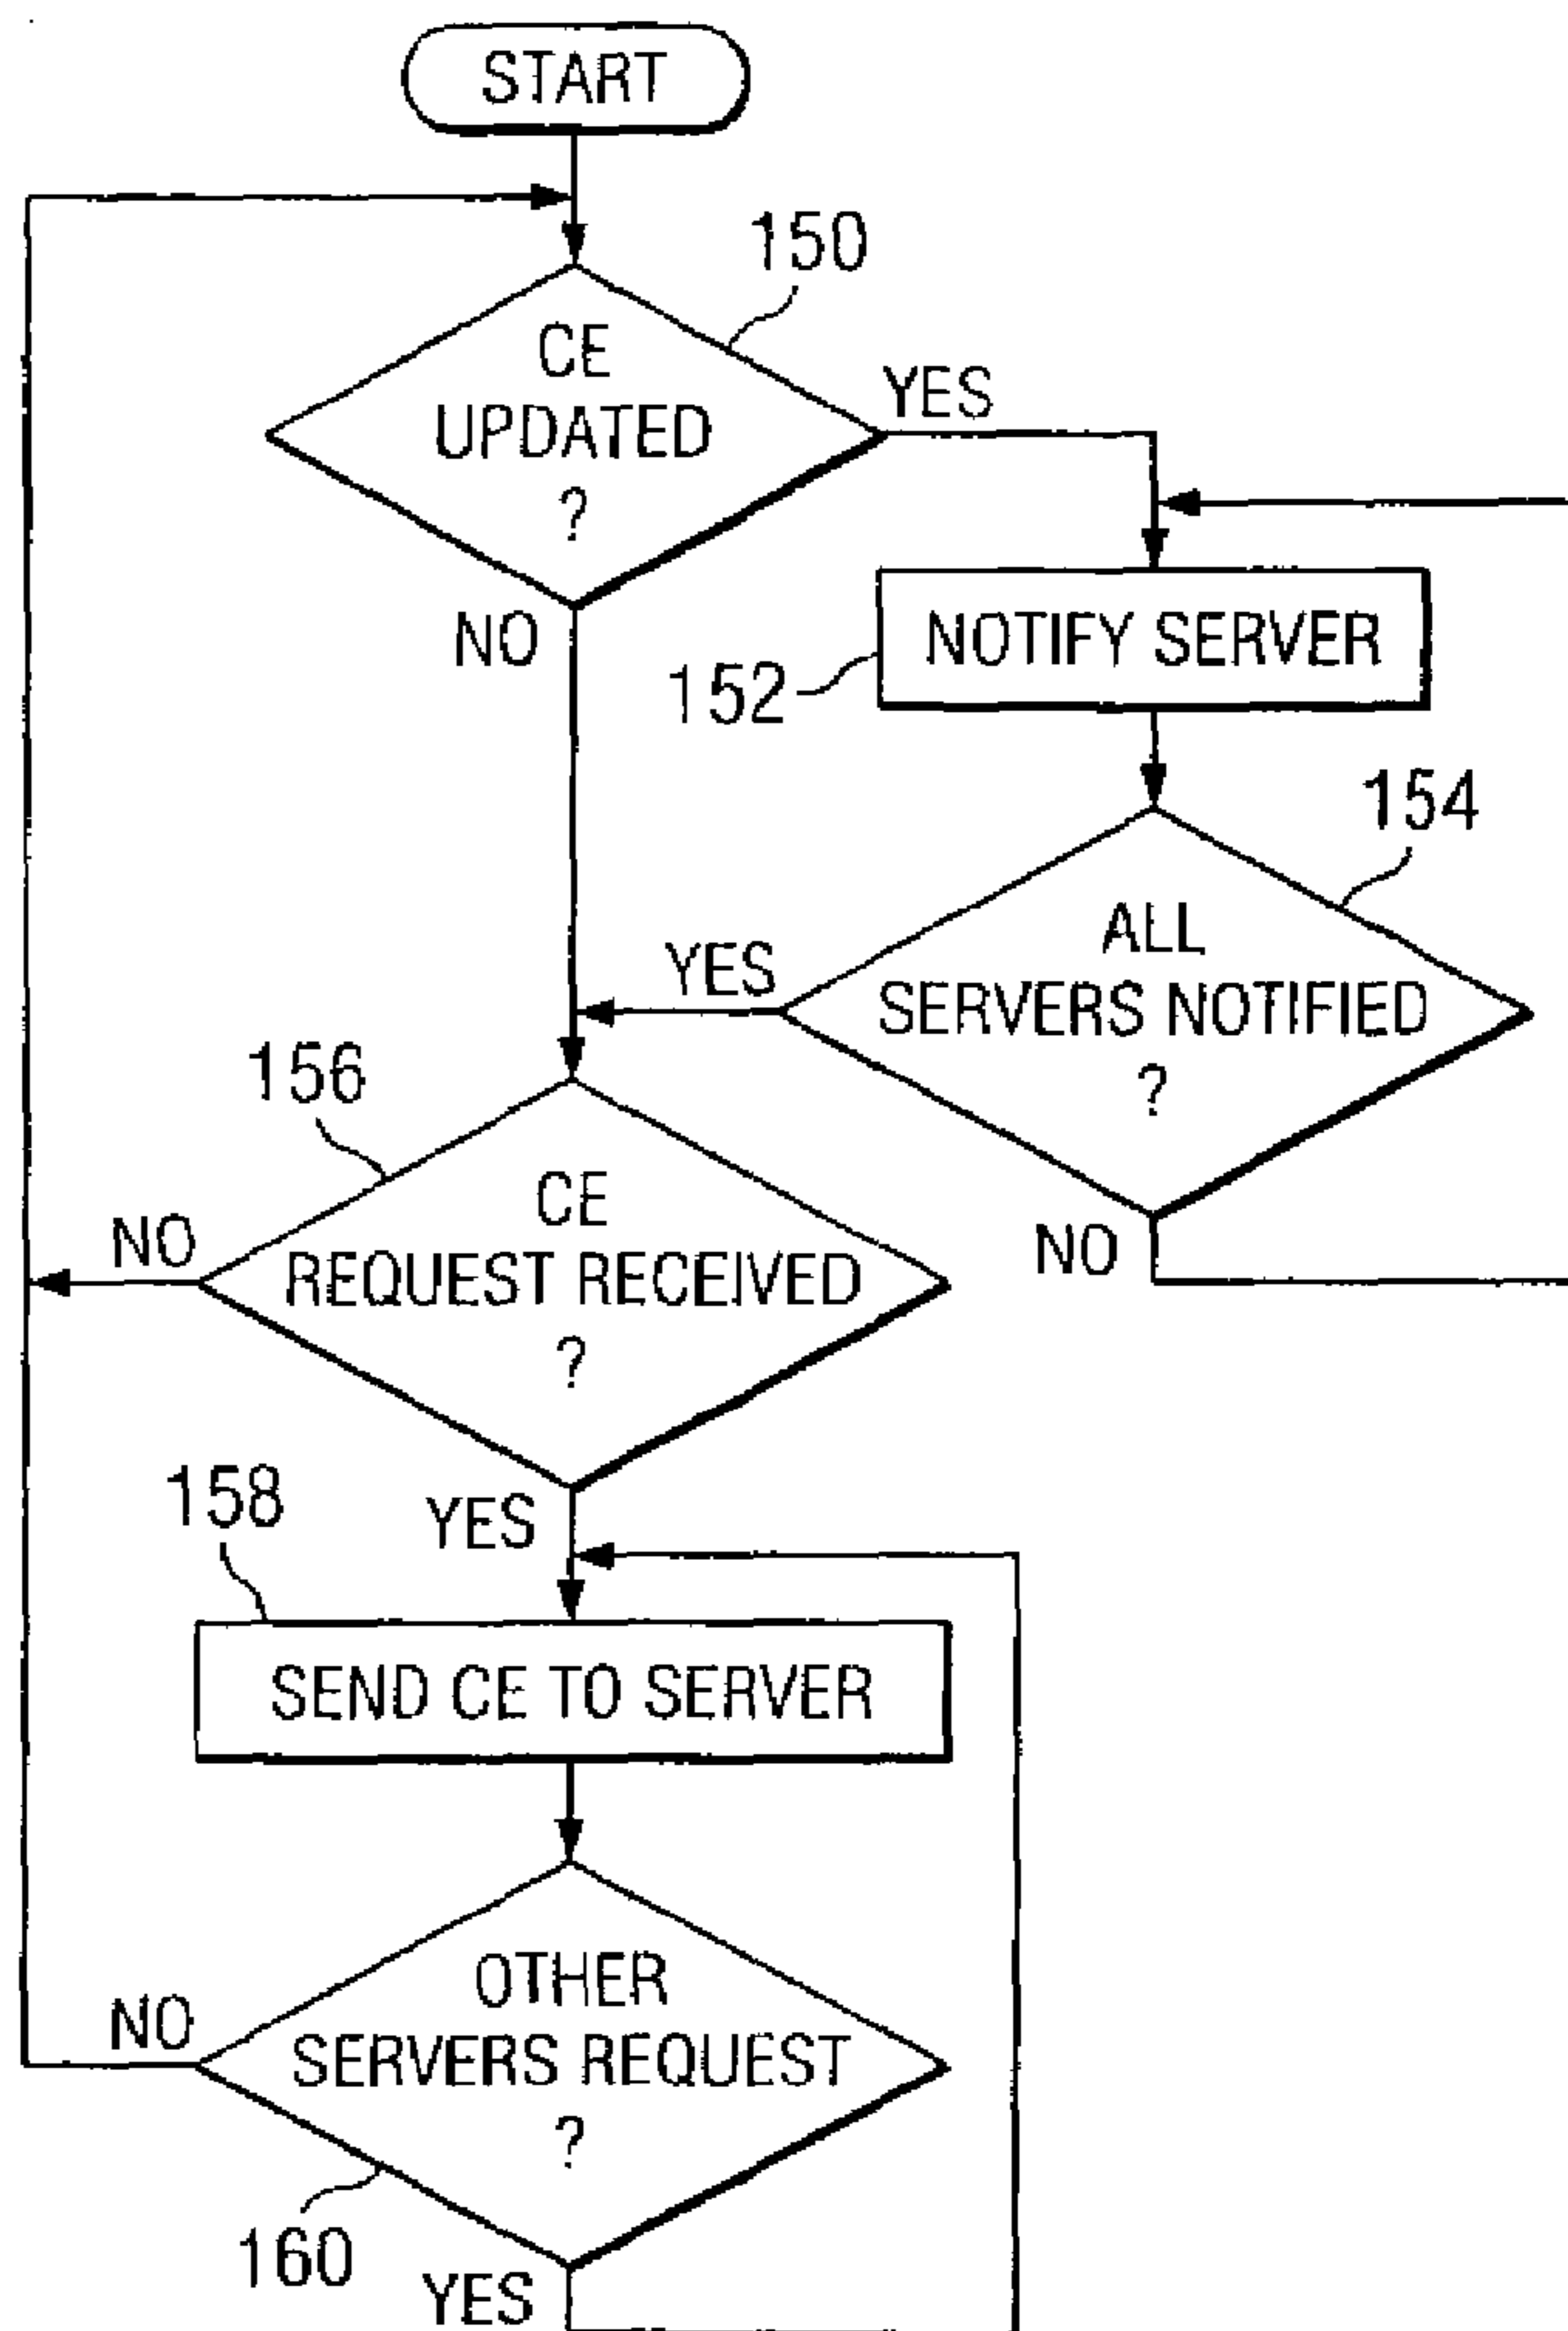 START
150
CE
UPDATED
?
YES
NO
NOTIFY SERVER
152
154
ALL
SERVERS NOTIFIED
?
YES
NO
156
CE
REQUEST RECEIVED
?
NO
YES
158
SEND CE TO SERVER
OTHER
SERVERS REQUEST
?
NO
160
YES